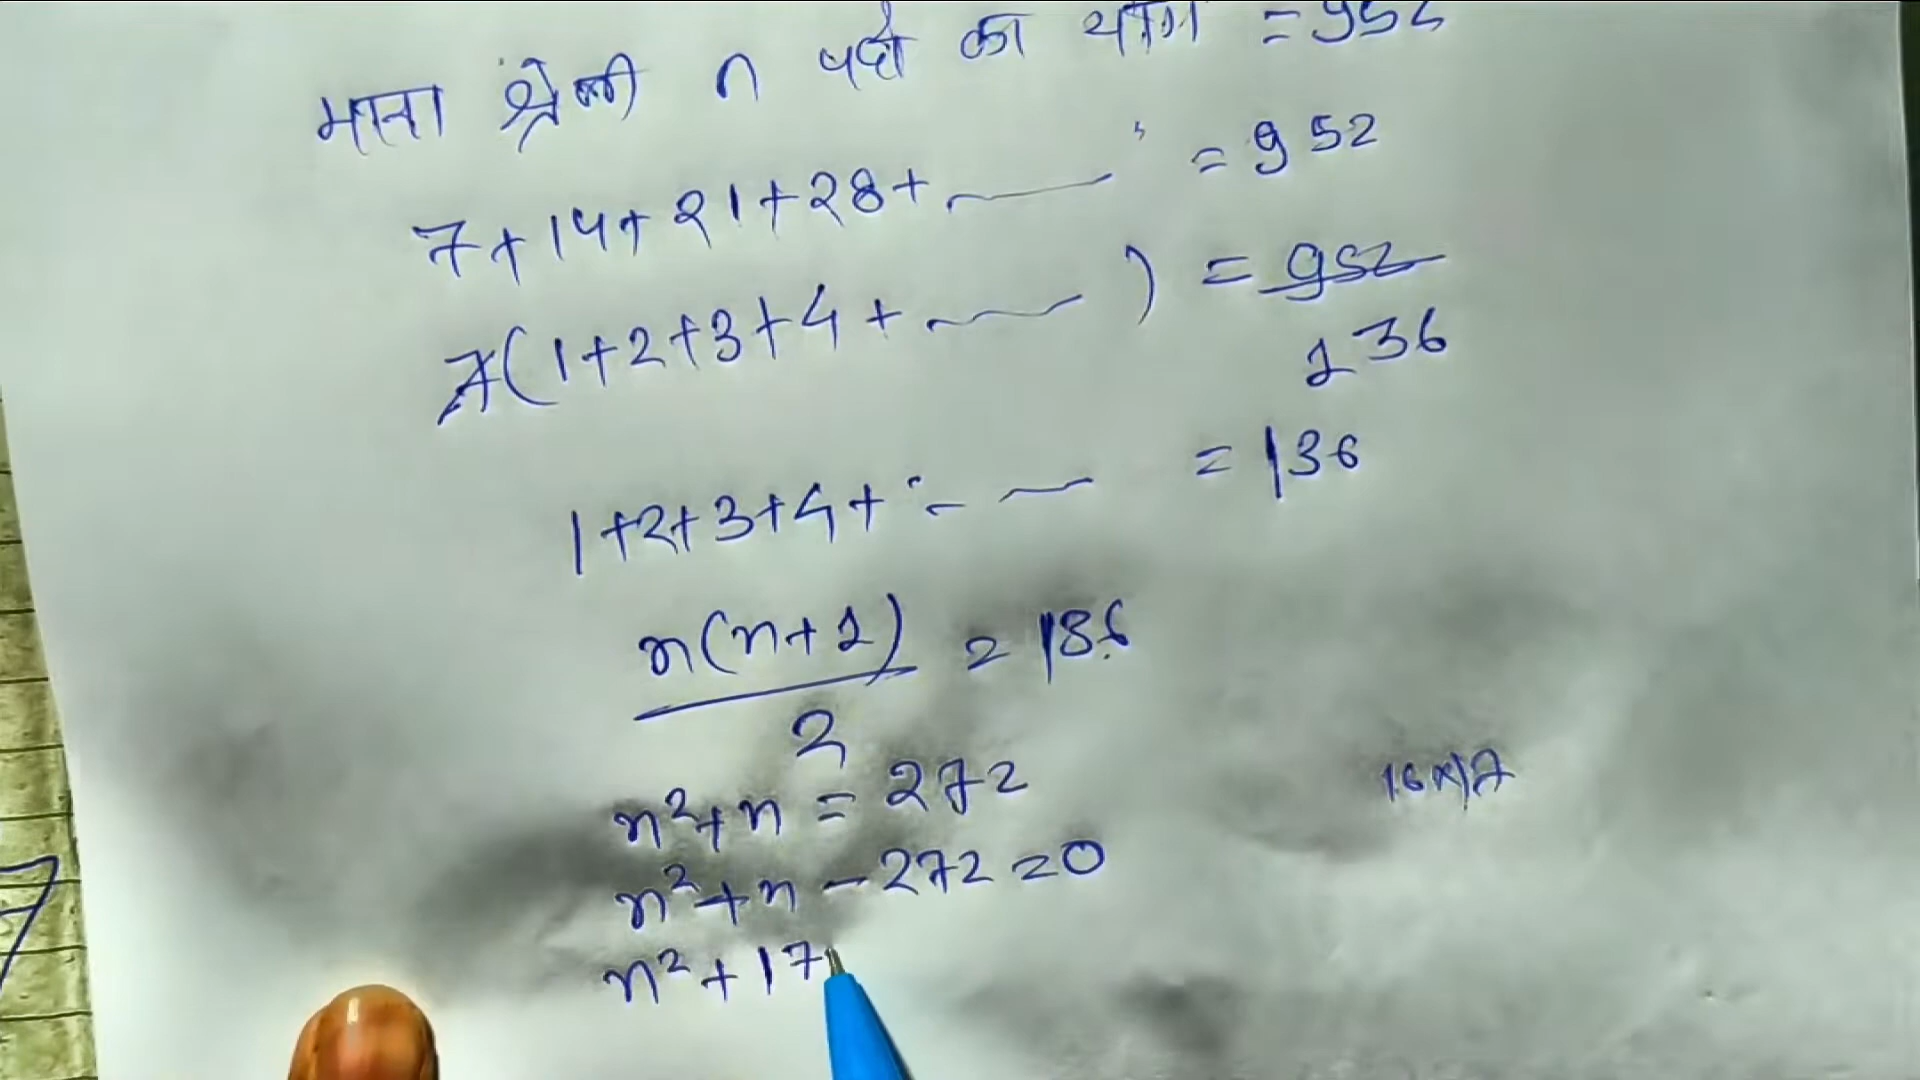 माना श्रेणी n पदों का योग = 952
7 + 14 + 21 + 28 + — = 952
7(1+2+3+4+ — ) = 952
136
1+2+3+4+ - — = 136
n(n+1) = 136
2
n²+n = 272
16×17
n²+n-272=0
n²+17
7